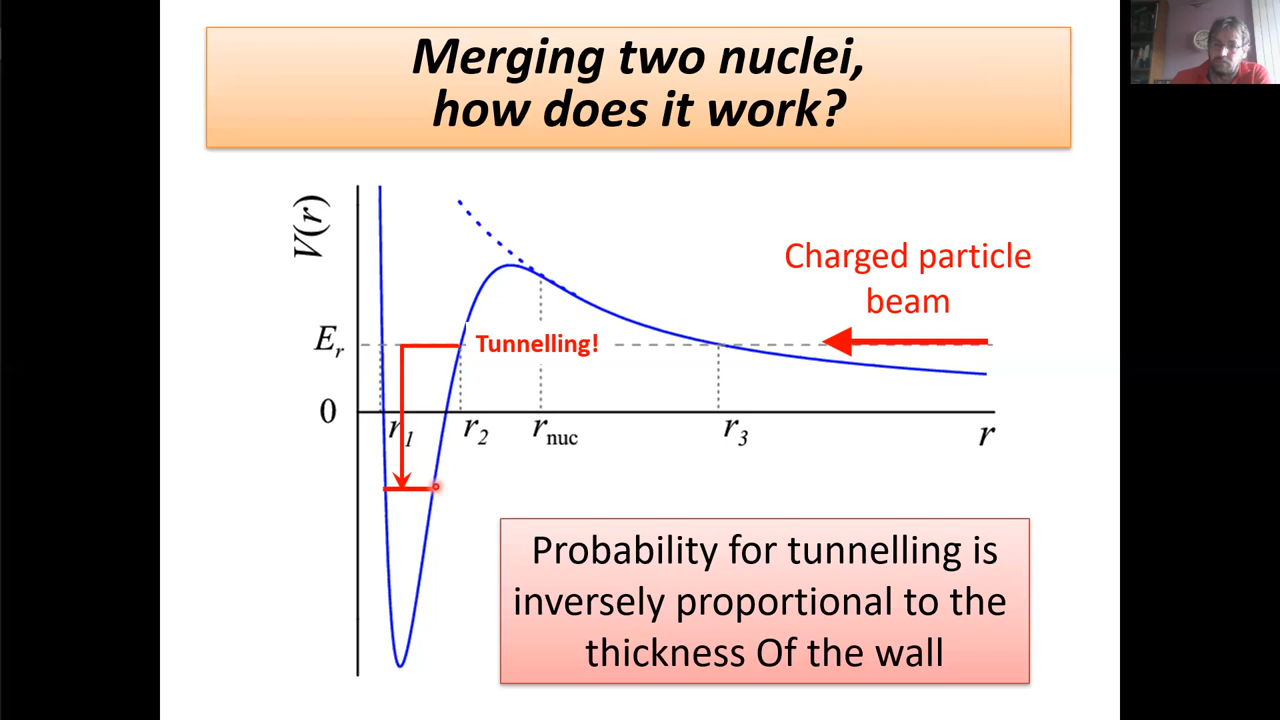 Merging two nuclei,
how does it work?
V(r)
Charged particle
beam
E_r
Tunnelling!
0
r_1
r_2
r_nuc
r_3
r
Probability for tunnelling is
inversely proportional to the
thickness Of the wall